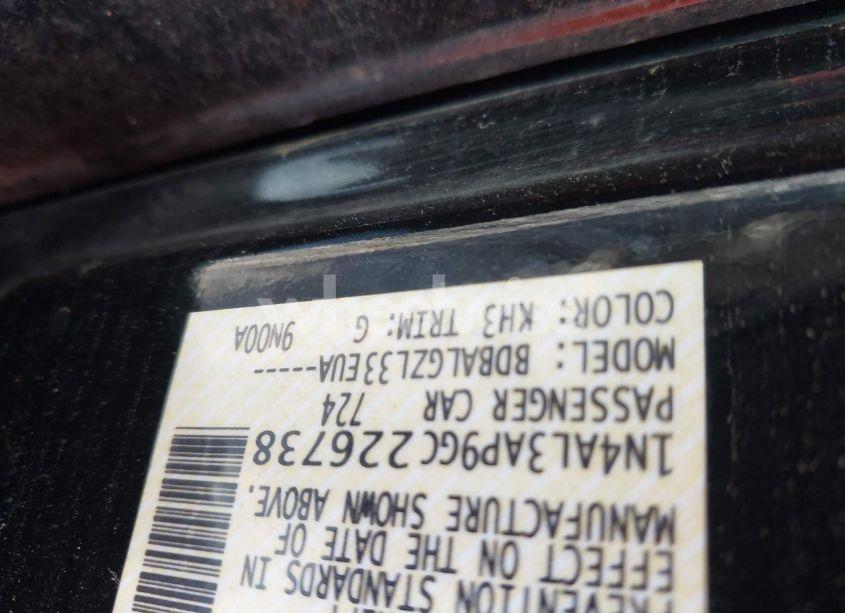 PREVENTION STANDARDS IN
EFFECT ON THE DATE OF
MANUFACTURE SHOWN ABOVE.
1N4AL3AP9GC226738
PASSENGER CAR 724
MODEL: BDBALGZL33EUA-----
COLOR: KH3 TRIM: G 9N00A